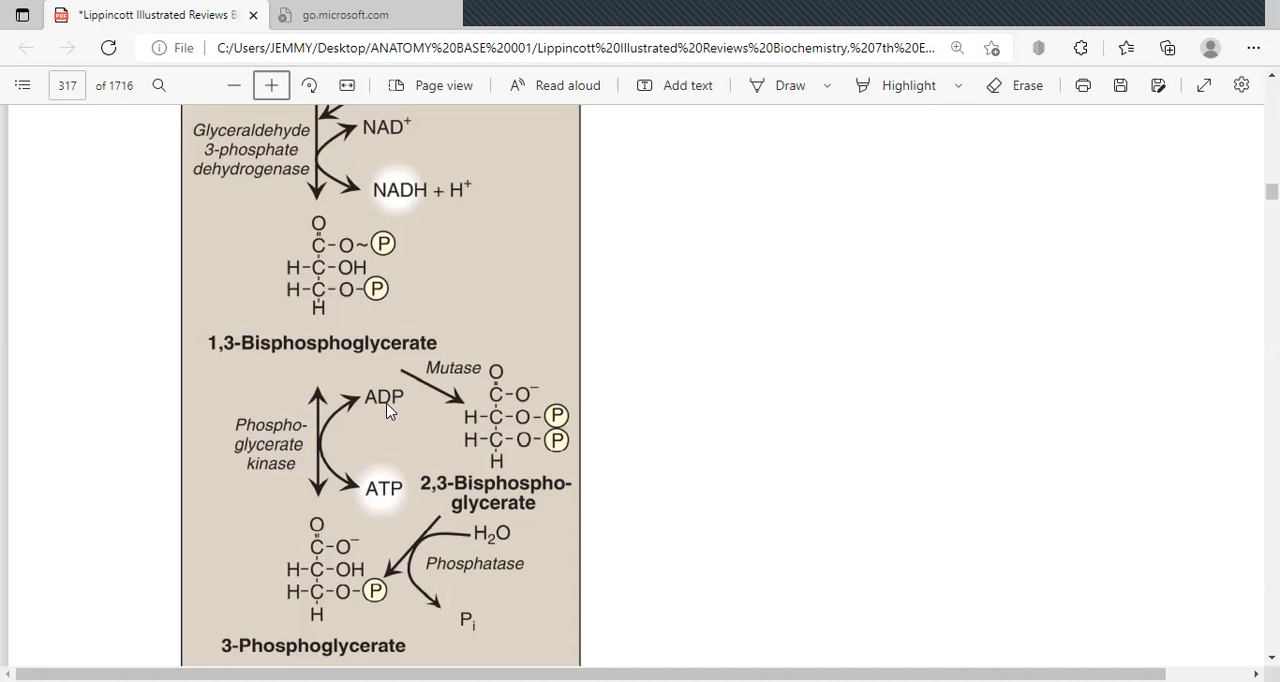 *Lippincott Illustrated Reviews B
go.microsoft.com
File
C:/Users/JEMMY/Desktop/ANATOMY%20BASE%20001/Lippincott%20Illustrated%20Reviews%20Biochemistry,%207th%20E...
317
of 1716
Page view
Read aloud
Add text
Draw
Highlight
Erase
Glyceraldehyde
3-phosphate
dehydrogenase
NAD+
NADH + H+
O
C-O~P
H-C-OH
H-C-O-P
H
1,3-Bisphosphoglycerate
Mutase
ADP
Phospho-
glycerate
kinase
ATP
O
C-O−
H-C-O-P
H-C-O-P
H
2,3-Bisphospho-
glycerate
H2O
Phosphatase
Pi
O
C-O−
H-C-OH
H-C-O-P
H
3-Phosphoglycerate